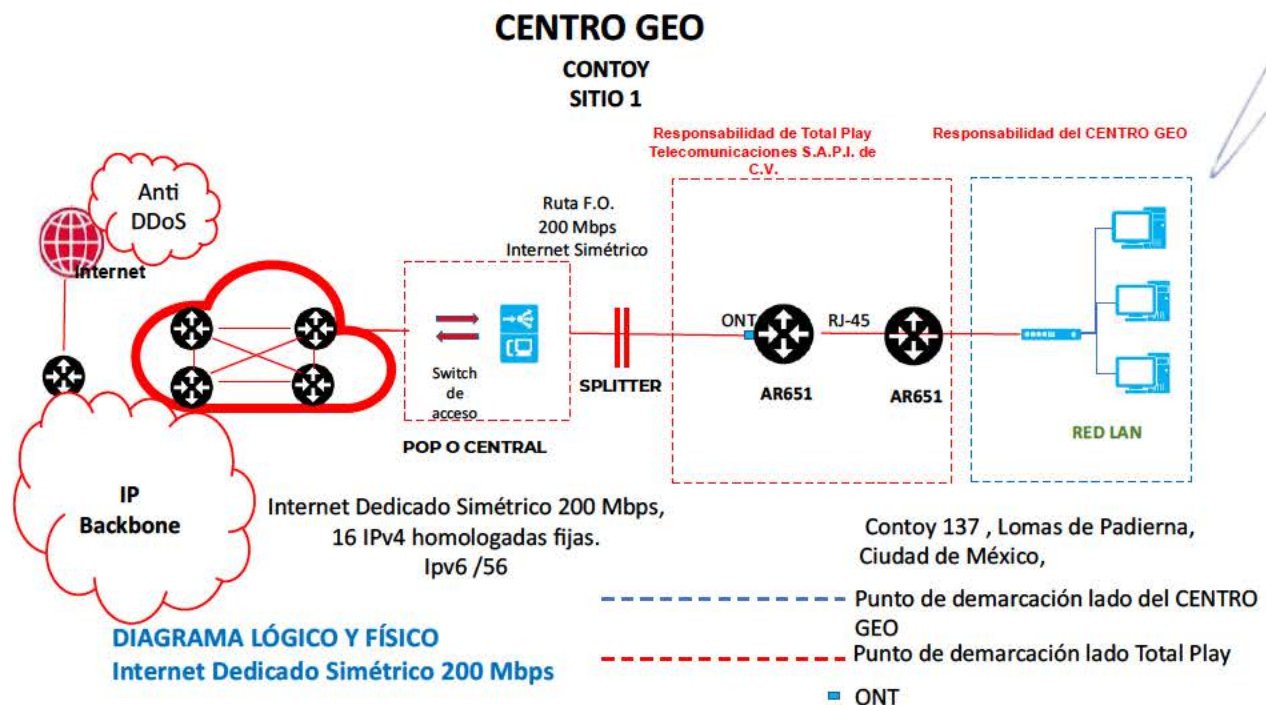 CENTRO GEO
CONTOY
SITIO 1
Responsabilidad de Total Play
Telecomunicaciones S.A.P.I. de
C.V.
Responsabilidad del CENTRO GEO
Anti
DDoS
Internet
Ruta F.O.
200 Mbps
Internet Simétrico
Switch
de
acceso
POP O CENTRAL
SPLITTER
ONT
RJ-45
AR651
AR651
RED LAN
IP
Backbone
Internet Dedicado Simétrico 200 Mbps,
16 IPv4 homologadas fijas.
Ipv6 /56
Contoy 137 , Lomas de Padierna,
Ciudad de México,
Punto de demarcación lado del CENTRO
GEO
Punto de demarcación lado Total Play
ONT
DIAGRAMA LÓGICO Y FÍSICO
Internet Dedicado Simétrico 200 Mbps